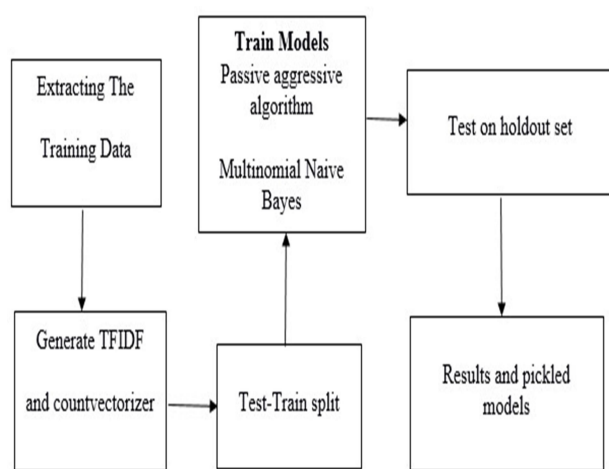 Extracting The
Training Data
Generate TFIDF
and countvectorizer
Test-Train split
Train Models
Passive aggressive
algorithm
Multinomial Naive
Bayes
Test on holdout set
Results and pickled
models